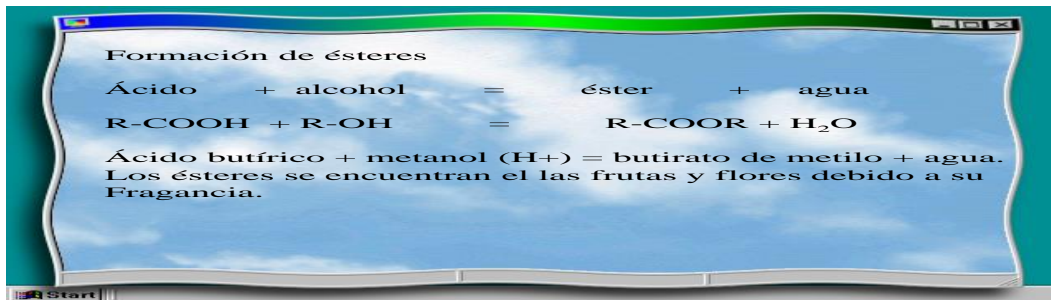 Formación de ésteres
Ácido + alcohol = éster + agua
R-COOH + R-OH = R-COOR + H₂O
Ácido butírico + metanol (H+) = butirato de metilo + agua.
Los ésteres se encuentran el las frutas y flores debido a su
Fragancia.
Start